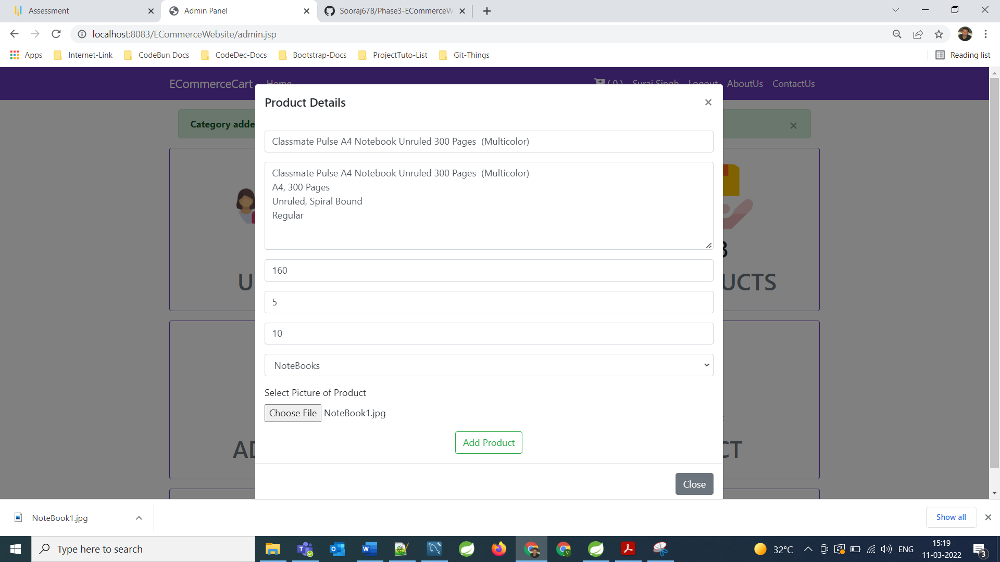 Assessment
Admin Panel
Sooraj678/Phase3-ECommerceW
localhost:8083/ECommerceWebsite/admin.jsp
Apps
Internet-Link
CodeBun Docs
CodeDec-Docs
Bootstrap-Docs
ProjectTuto-List
Git-Things
Reading list
ECommerceCart
Home
( 0 )
Suraj Singh
Logout
AboutUs
ContactUs
Product Details
Category adde
Classmate Pulse A4 Notebook Unruled 300 Pages (Multicolor)
Classmate Pulse A4 Notebook Unruled 300 Pages (Multicolor)
A4, 300 Pages
Unruled, Spiral Bound
Regular
160
U
UCTS
5
10
NoteBooks
Select Picture of Product
Choose File NoteBook1.jpg
Add Product
AD
CT
Close
NoteBook1.jpg
Show all
Type here to search
32°C
ENG
15:19
11-03-2022
3